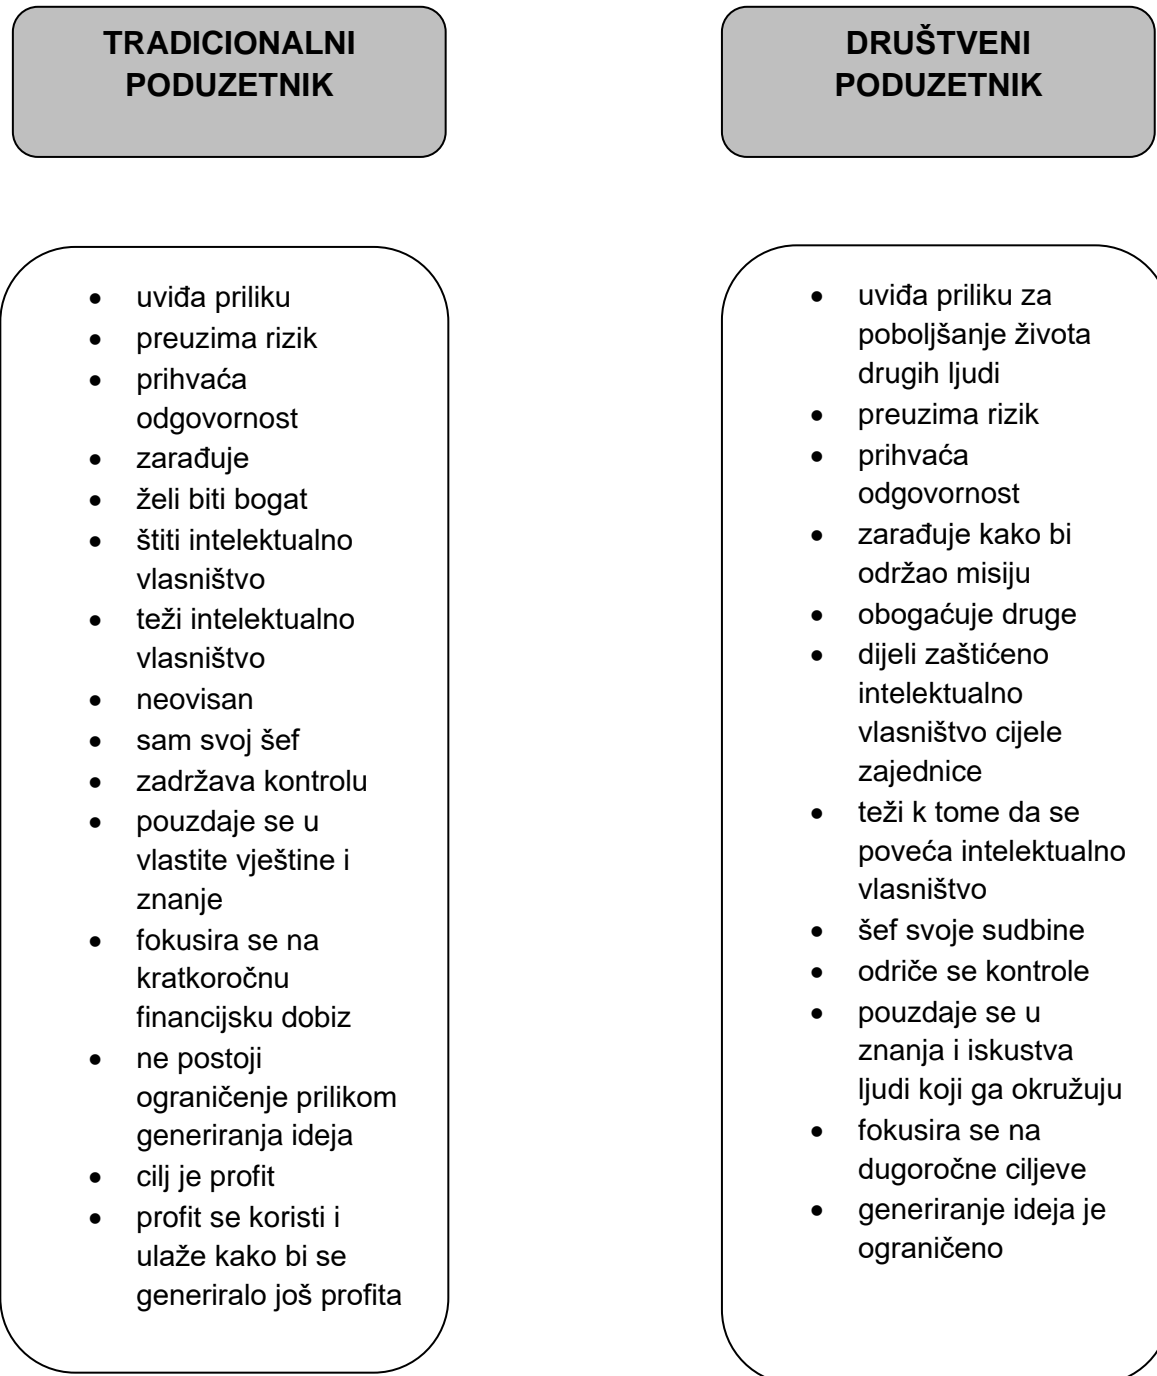 TRADICIONALNI
PODUZETNIK
DRUŠTVENI
PODUZETNIK
• uviđa priliku
• preuzima rizik
• prihvaća
odgovornost
• zarađuje
• želi biti bogat
• štiti intelektualno
vlasništvo
• teži intelektualno
vlasništvo
• neovisan
• sam svoj šef
• zadržava kontrolu
• pouzdaje se u
vlastite vještine i
znanje
• fokusira se na
kratkoročnu
financijsku dobiz
• ne postoji
ograničenje prilikom
generiranja ideja
• cilj je profit
• profit se koristi i
ulaže kako bi se
generiralo još profita
• uviđa priliku za
poboljšanje života
drugih ljudi
• preuzima rizik
• prihvaća
odgovornost
• zarađuje kako bi
održao misiju
• obogaćuje druge
• dijeli zaštićeno
intelektualno
vlasništvo cijele
zajednice
• teži k tome da se
poveća intelektualno
vlasništvo
• šef svoje sudbine
• odriče se kontrole
• pouzdaje se u
znanja i iskustva
ljudi koji ga okružuju
• fokusira se na
dugoročne ciljeve
• generiranje ideja je
ograničeno